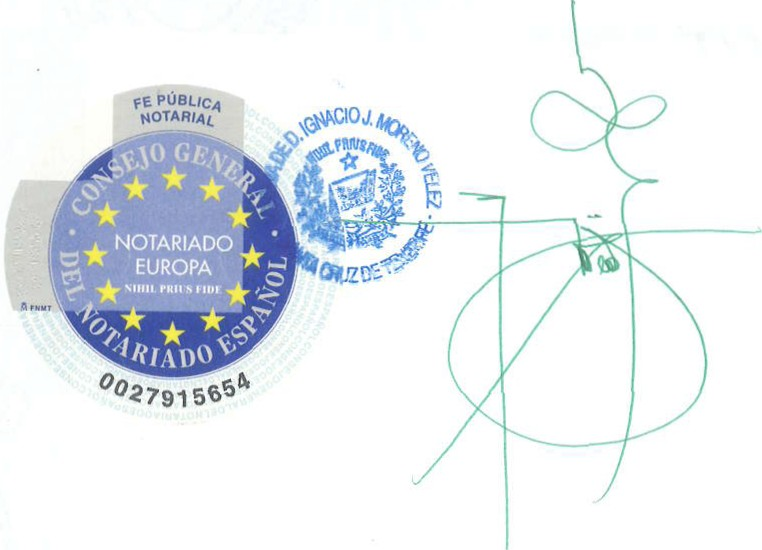 FE PÚBLICA
NOTARIAL
CONSEJO GENERAL
NOTARIADO
EUROPA
NIHIL PRIUS FIDE
DEL NOTARIADO ESPAÑOL
FNMT
0027915654
D. IGNACIO J. MORENO VELEZ
NIHIL PRIUS FIDE
CRUZ DE TENERIFE -